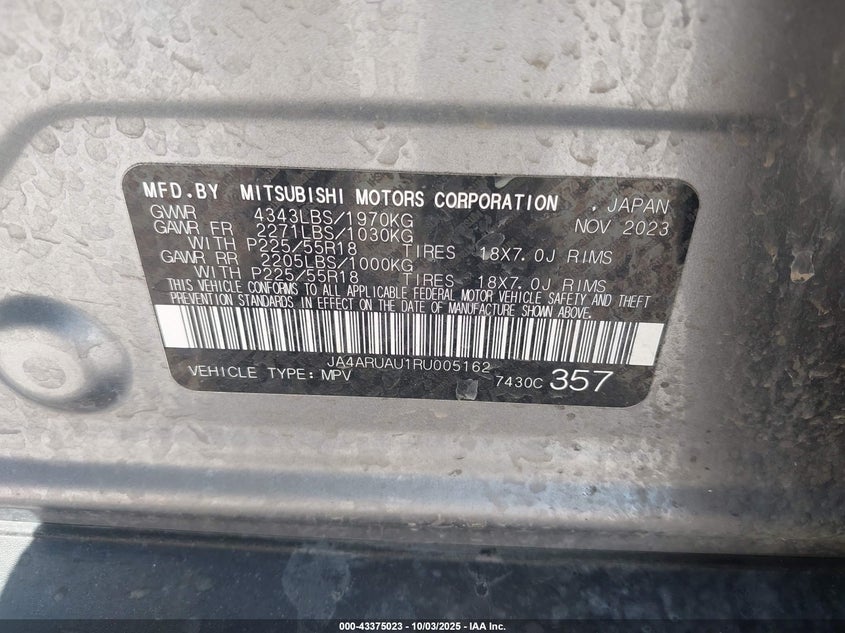 MFD.BY MITSUBISHI MOTORS CORPORATION . JAPAN
GVWR 4343LBS/1970KG NOV 2023
GAWR FR 2271LBS/1030KG
WITH P225/55R18 TIRES 18X7.0J RIMS
GAWR RR 2205LBS/1000KG
WITH P225/55R18 TIRES 18X7.0J RIMS
THIS VEHICLE CONFORMS TO ALL APPLICABLE FEDERAL MOTOR VEHICLE SAFETY AND THEFT
PREVENTION STANDARDS IN EFFECT ON THE DATE OF MANUFACTURE SHOWN ABOVE.
JA4ARUAU1RU005162
VEHICLE TYPE: MPV 7430C 357
000-43375023 - 10/03/2025 - IAA Inc.